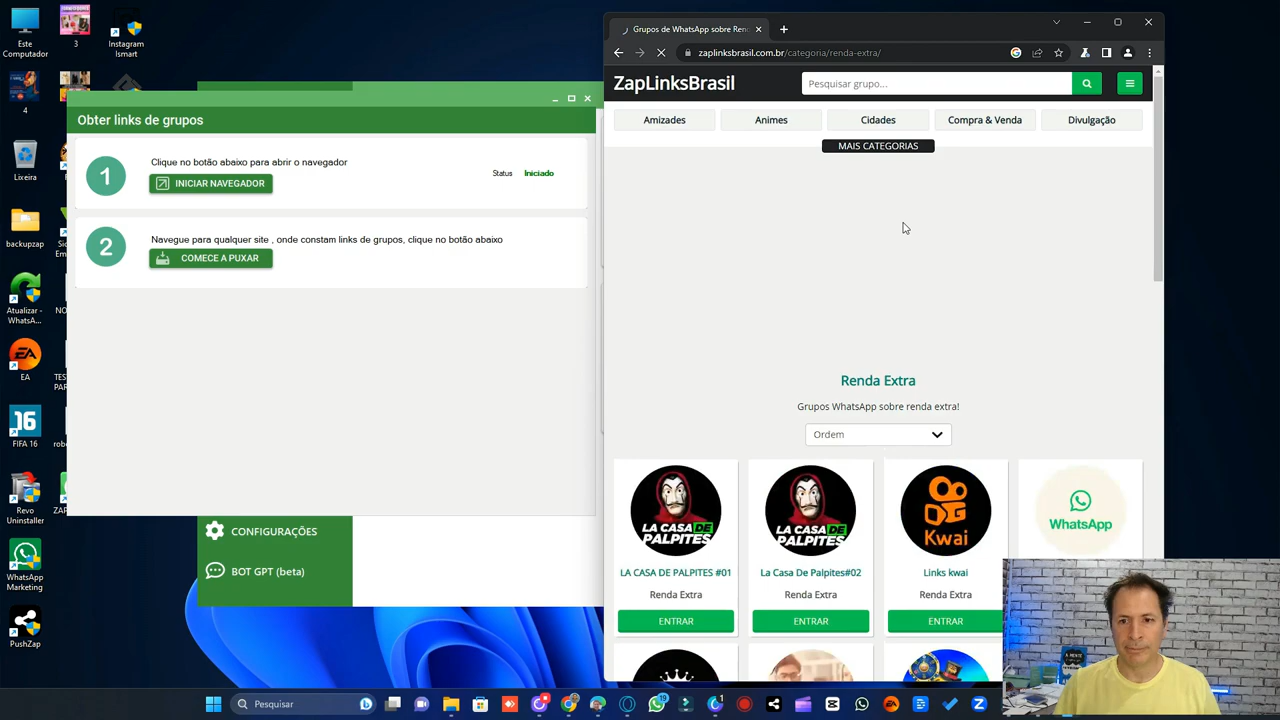 Este
Computador
3
Instagram
Ismart
4
Lixeira
backupzap
Atualizar -
WhatsA...
EA
FIFA 16
Revo
Uninstaller
WhatsApp
Marketing
PushZap
Obter links de grupos
1
Clique no botão abaixo para abrir o navegador
INICIAR NAVEGADOR
Status Iniciado
2
Navegue para qualquer site , onde constam links de grupos, clique no botão abaixo
COMECE A PUXAR
CONFIGURAÇÕES
BOT GPT (beta)
Grupos de WhatsApp sobre Ren
zaplinksbrasil.com.br/categoria/renda-extra/
ZapLinksBrasil
Pesquisar grupo...
Amizades Animes Cidades Compra & Venda Divulgação
MAIS CATEGORIAS
Renda Extra
Grupos WhatsApp sobre renda extra!
Ordem
LA CASA DE PALPITES
LA CASA DE PALPITES
Kwai
WhatsApp
LA CASA DE PALPITES #01 La Casa De Palpites#02 Links kwai
Renda Extra Renda Extra Renda Extra
ENTRAR ENTRAR ENTRAR
Pesquisar
19
1